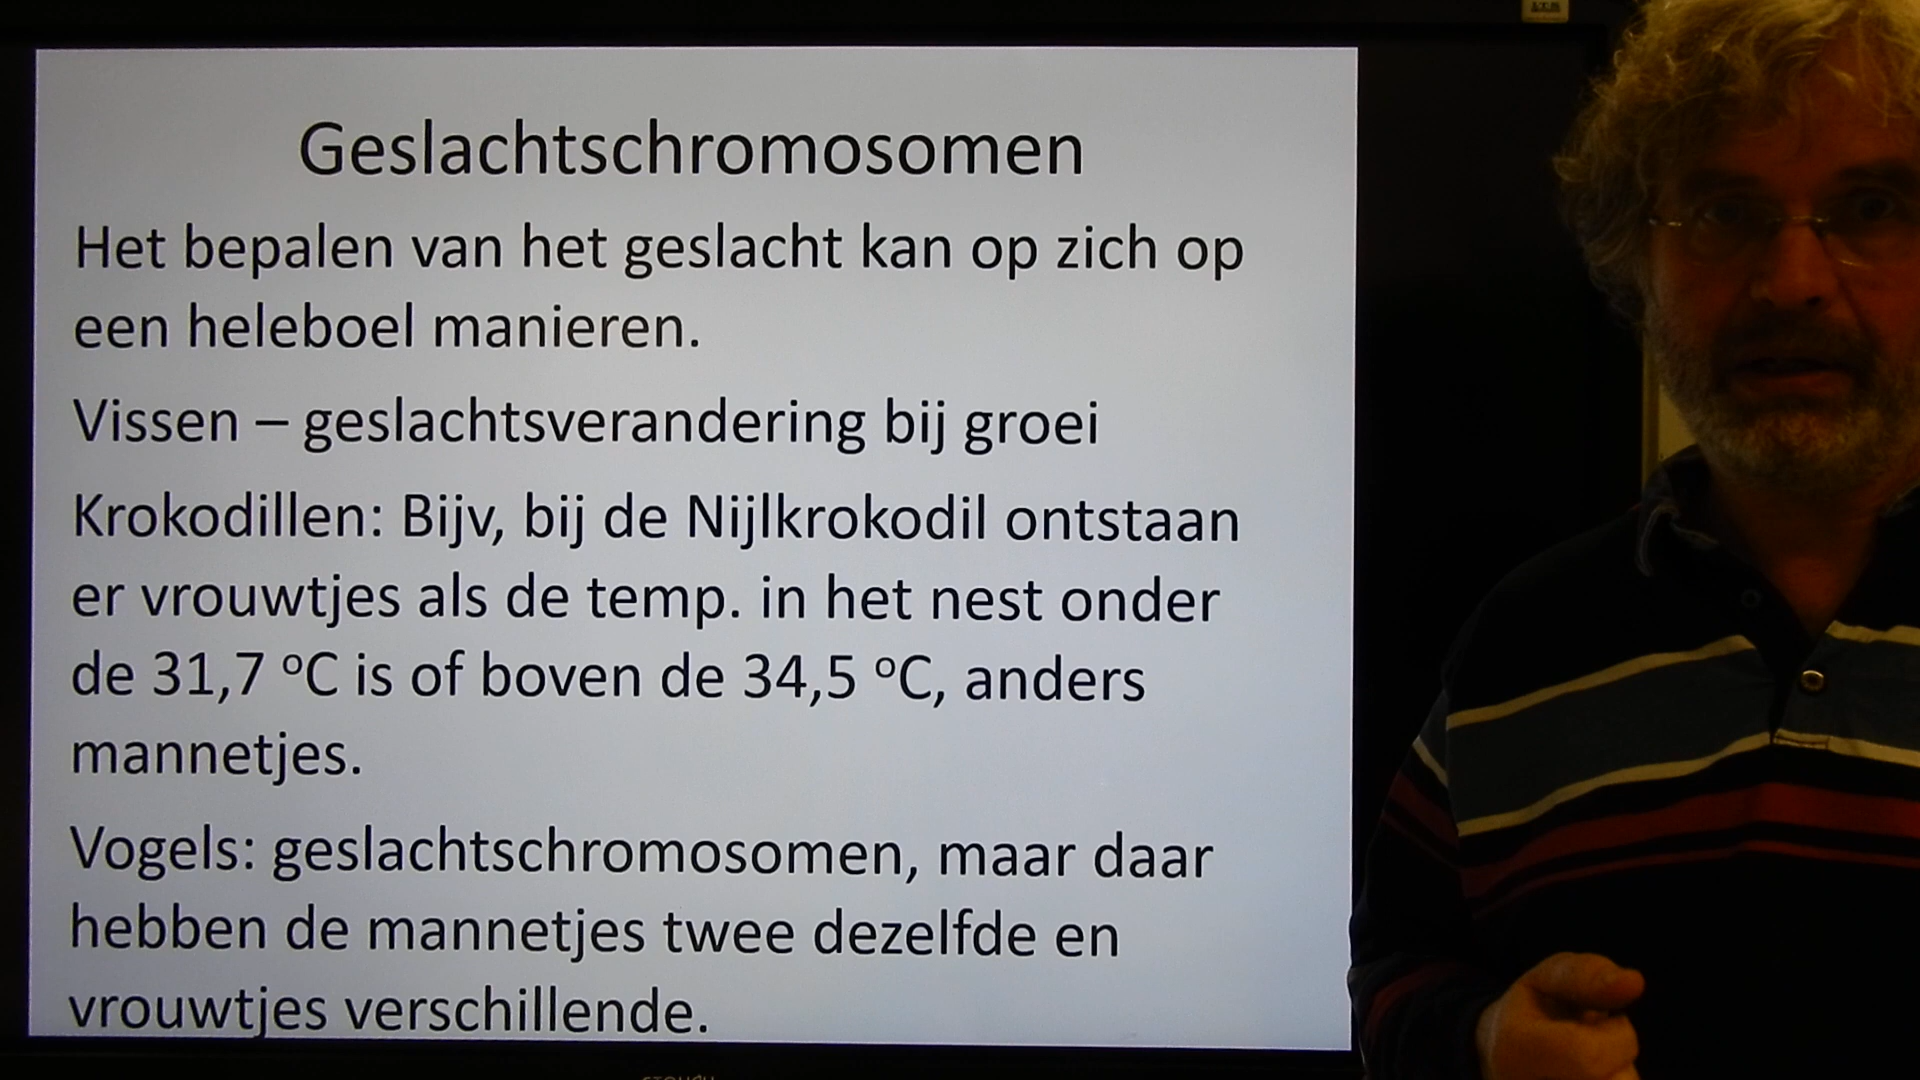 Geslachtschromosomen
Het bepalen van het geslacht kan op zich op
een heleboel manieren.
Vissen – geslachtsverandering bij groei
Krokodillen: Bijv, bij de Nijlkrokodil ontstaan
er vrouwtjes als de temp. in het nest onder
de 31,7 ºC is of boven de 34,5 ºC, anders
mannetjes.
Vogels: geslachtschromosomen, maar daar
hebben de mannetjes twee dezelfde en
vrouwtjes verschillende.